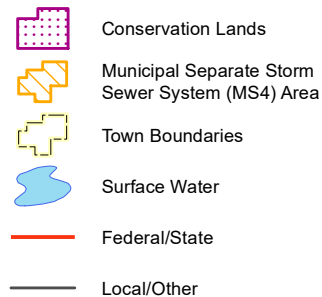 Conservation Lands
Municipal Separate Storm
Sewer System (MS4) Area
Town Boundaries
Surface Water
Federal/State
Local/Other